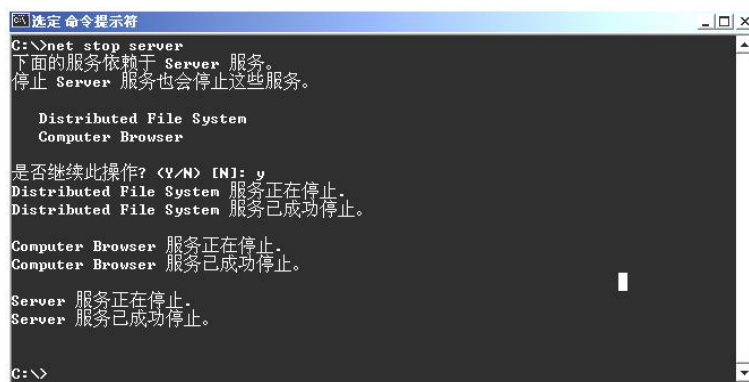 选定 命令提示符
C:\>net stop server
下面的服务依赖于 Server 服务。
停止 Server 服务也会停止这些服务。
Distributed File System
Computer Browser
是否继续此操作? (Y/N) [N]: y
Distributed File System 服务正在停止.
Distributed File System 服务已成功停止。
Computer Browser 服务正在停止.
Computer Browser 服务已成功停止。
Server 服务正在停止.
Server 服务已成功停止。
C:\>